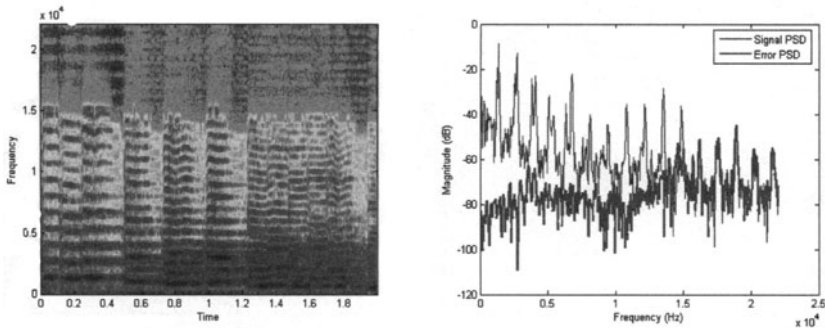 x 10^4
2
1.5
Frequency
1
0.5
0
0 0.2 0.4 0.6 0.8 1 1.2 1.4 1.6 1.8
Time
0
Signal PSD
Error PSD
-20
-40
Magnitude (dB)
-60
-80
-100
-120
0 0.5 1 1.5 2 2.5
Frequency (Hz)
x 10^4